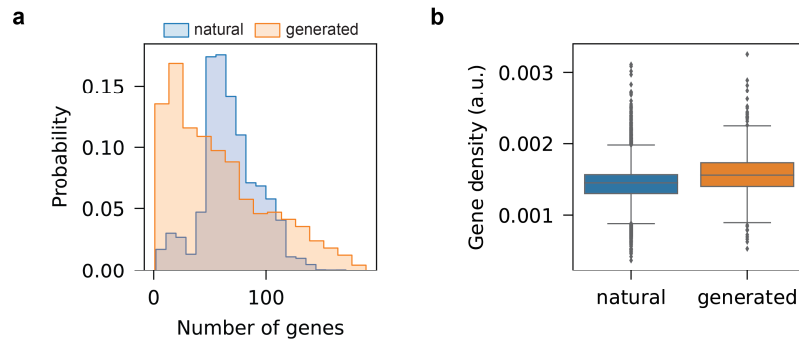 a
natural generated
0.15
0.10
0.05
0.00
Probability
0 100
Number of genes
b
0.003
0.002
0.001
Gene density (a.u.)
natural generated